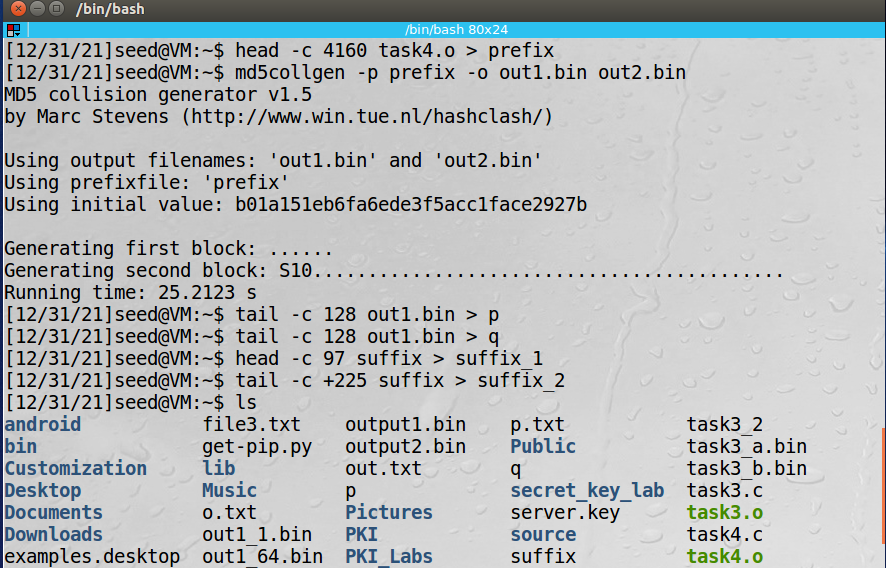 /bin/bash
/bin/bash 80x24
[12/31/21]seed@VM:~$ head -c 4160 task4.o > prefix
[12/31/21]seed@VM:~$ md5collgen -p prefix -o out1.bin out2.bin
MD5 collision generator v1.5
by Marc Stevens (http://www.win.tue.nl/hashclash/)
Using output filenames: 'out1.bin' and 'out2.bin'
Using prefixfile: 'prefix'
Using initial value: b01a151eb6fa6ede3f5acc1face2927b
Generating first block: ......
Generating second block: S10...........................................
Running time: 25.2123 s
[12/31/21]seed@VM:~$ tail -c 128 out1.bin > p
[12/31/21]seed@VM:~$ tail -c 128 out1.bin > q
[12/31/21]seed@VM:~$ head -c 97 suffix > suffix_1
[12/31/21]seed@VM:~$ tail -c +225 suffix > suffix_2
[12/31/21]seed@VM:~$ ls
android file3.txt output1.bin p.txt task3_2
bin get-pip.py output2.bin Public task3_a.bin
Customization lib out.txt q task3_b.bin
Desktop Music p secret_key_lab task3.c
Documents o.txt Pictures server.key task3.o
Downloads out1_1.bin PKI source task4.c
examples.desktop out1_64.bin PKI_Labs suffix task4.o